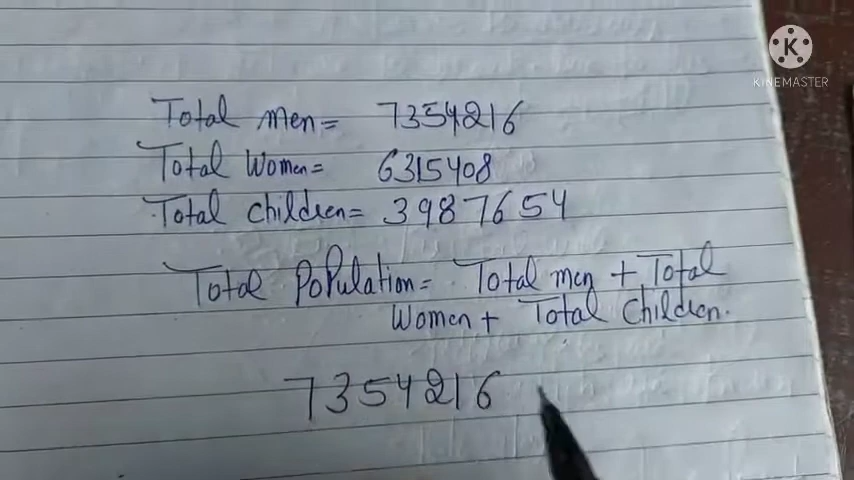 K
KINEMASTER
Total men= 7354216
Total Women= 6315408
Total children= 3987654
Total Population= Total men + Total
Women + Total Children.
7354216